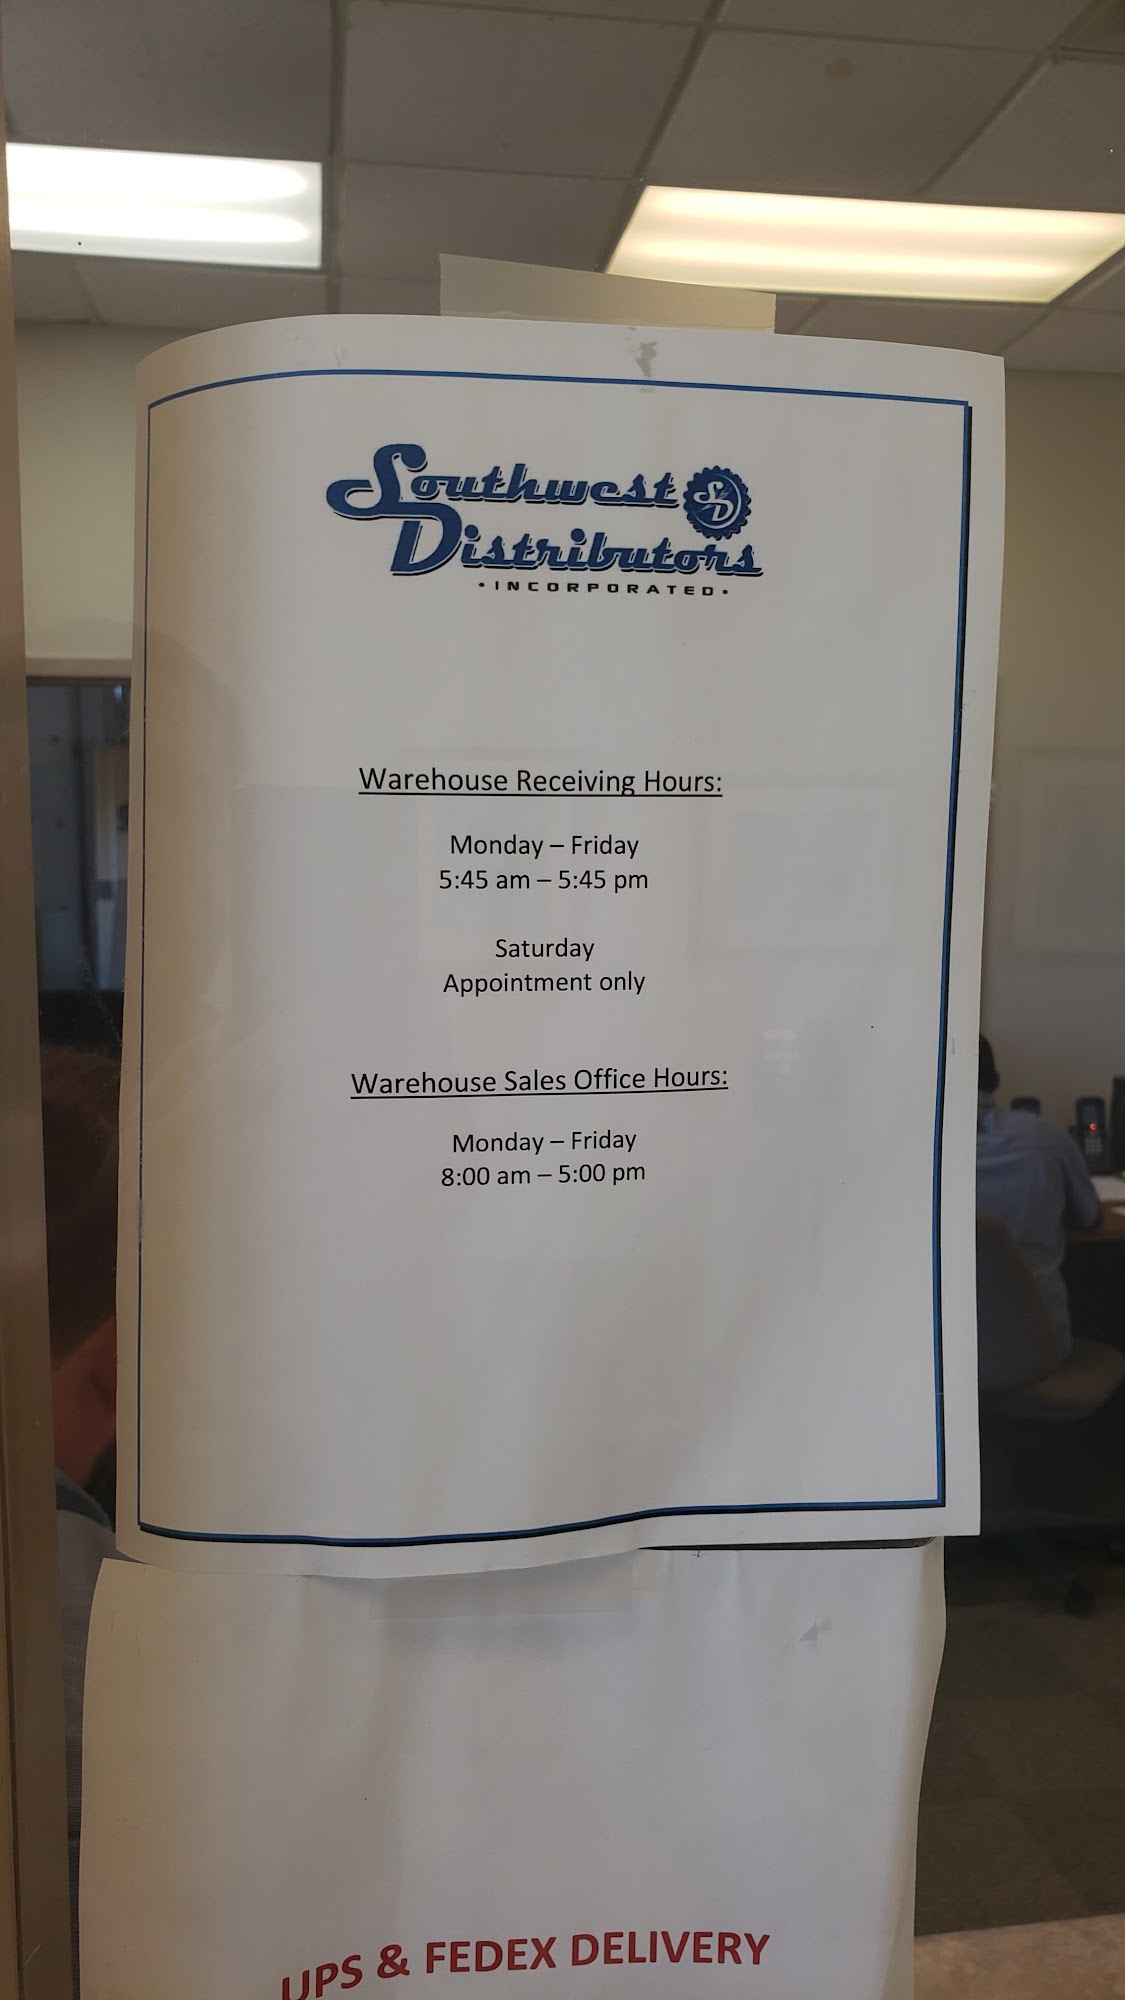 Southwest
SD
Distributors
• INCORPORATED •
Warehouse Receiving Hours:
Monday – Friday
5:45 am – 5:45 pm
Saturday
Appointment only
Warehouse Sales Office Hours:
Monday – Friday
8:00 am – 5:00 pm
UPS & FEDEX DELIVERY